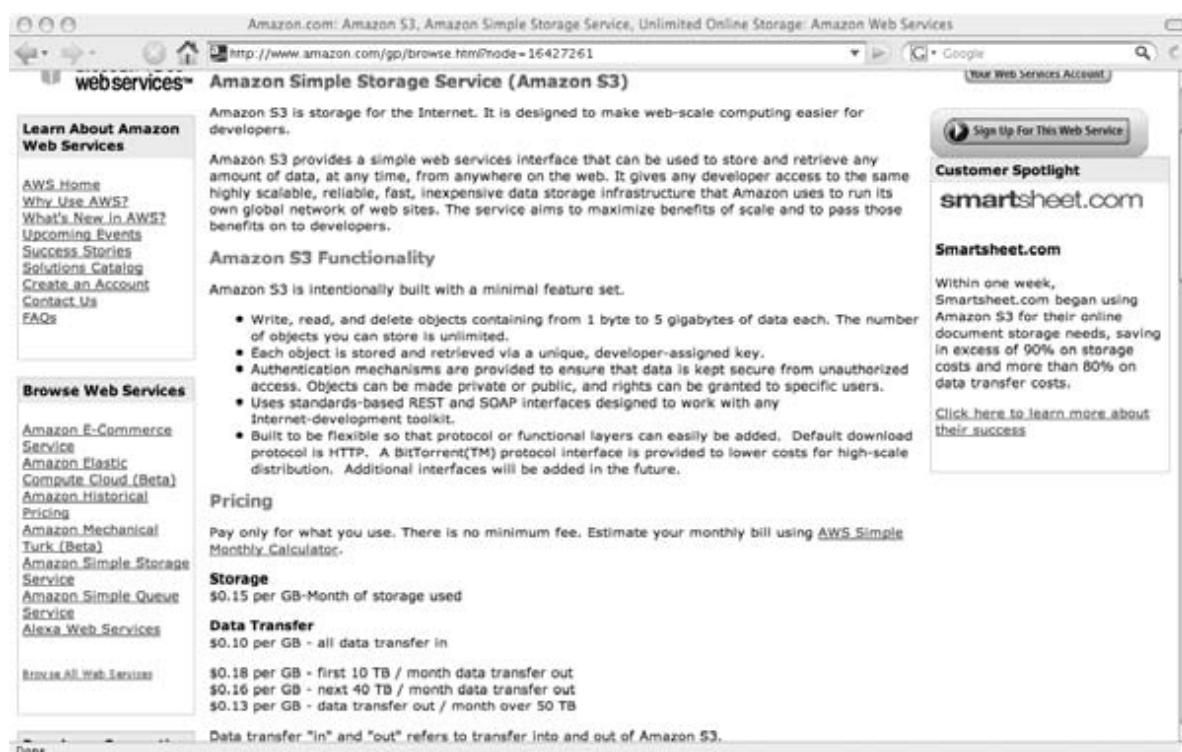 Amazon.com: Amazon S3, Amazon Simple Storage Service, Unlimited Online Storage: Amazon Web Services
http://www.amazon.com/gp/browse.html?node=16427261
G Google
webservices™
Learn About Amazon
Web Services
AWS Home
Why Use AWS?
What's New in AWS?
Upcoming Events
Success Stories
Solutions Catalog
Create an Account
Contact Us
FAQs
Browse Web Services
Amazon E-Commerce
Service
Amazon Elastic
Compute Cloud (Beta)
Amazon Historical
Pricing
Amazon Mechanical
Turk (Beta)
Amazon Simple Storage
Service
Amazon Simple Queue
Service
Alexa Web Services
Browse All Web Services
Amazon Simple Storage Service (Amazon S3)
Amazon S3 is storage for the Internet. It is designed to make web-scale computing easier for
developers.
Amazon S3 provides a simple web services interface that can be used to store and retrieve any
amount of data, at any time, from anywhere on the web. It gives any developer access to the same
highly scalable, reliable, fast, inexpensive data storage infrastructure that Amazon uses to run its
own global network of web sites. The service aims to maximize benefits of scale and to pass those
benefits on to developers.
Amazon S3 Functionality
Amazon S3 is intentionally built with a minimal feature set.
• Write, read, and delete objects containing from 1 byte to 5 gigabytes of data each. The number
of objects you can store is unlimited.
• Each object is stored and retrieved via a unique, developer-assigned key.
• Authentication mechanisms are provided to ensure that data is kept secure from unauthorized
access. Objects can be made private or public, and rights can be granted to specific users.
• Uses standards-based REST and SOAP interfaces designed to work with any
Internet-development toolkit.
• Built to be flexible so that protocol or functional layers can easily be added. Default download
protocol is HTTP. A BitTorrent(TM) protocol interface is provided to lower costs for high-scale
distribution. Additional interfaces will be added in the future.
Pricing
Pay only for what you use. There is no minimum fee. Estimate your monthly bill using AWS Simple
Monthly Calculator.
Storage
$0.15 per GB-Month of storage used
Data Transfer
$0.10 per GB - all data transfer in
$0.18 per GB - first 10 TB / month data transfer out
$0.16 per GB - next 40 TB / month data transfer out
$0.13 per GB - data transfer out / month over 50 TB
Data transfer "in" and "out" refers to transfer into and out of Amazon S3.
Your Web Services Account
Sign Up For This Web Service
Customer Spotlight
smartsheet.com
Smartsheet.com
Within one week,
Smartsheet.com began using
Amazon S3 for their online
document storage needs, saving
in excess of 90% on storage
costs and more than 80% on
data transfer costs.
Click here to learn more about
their success
Done